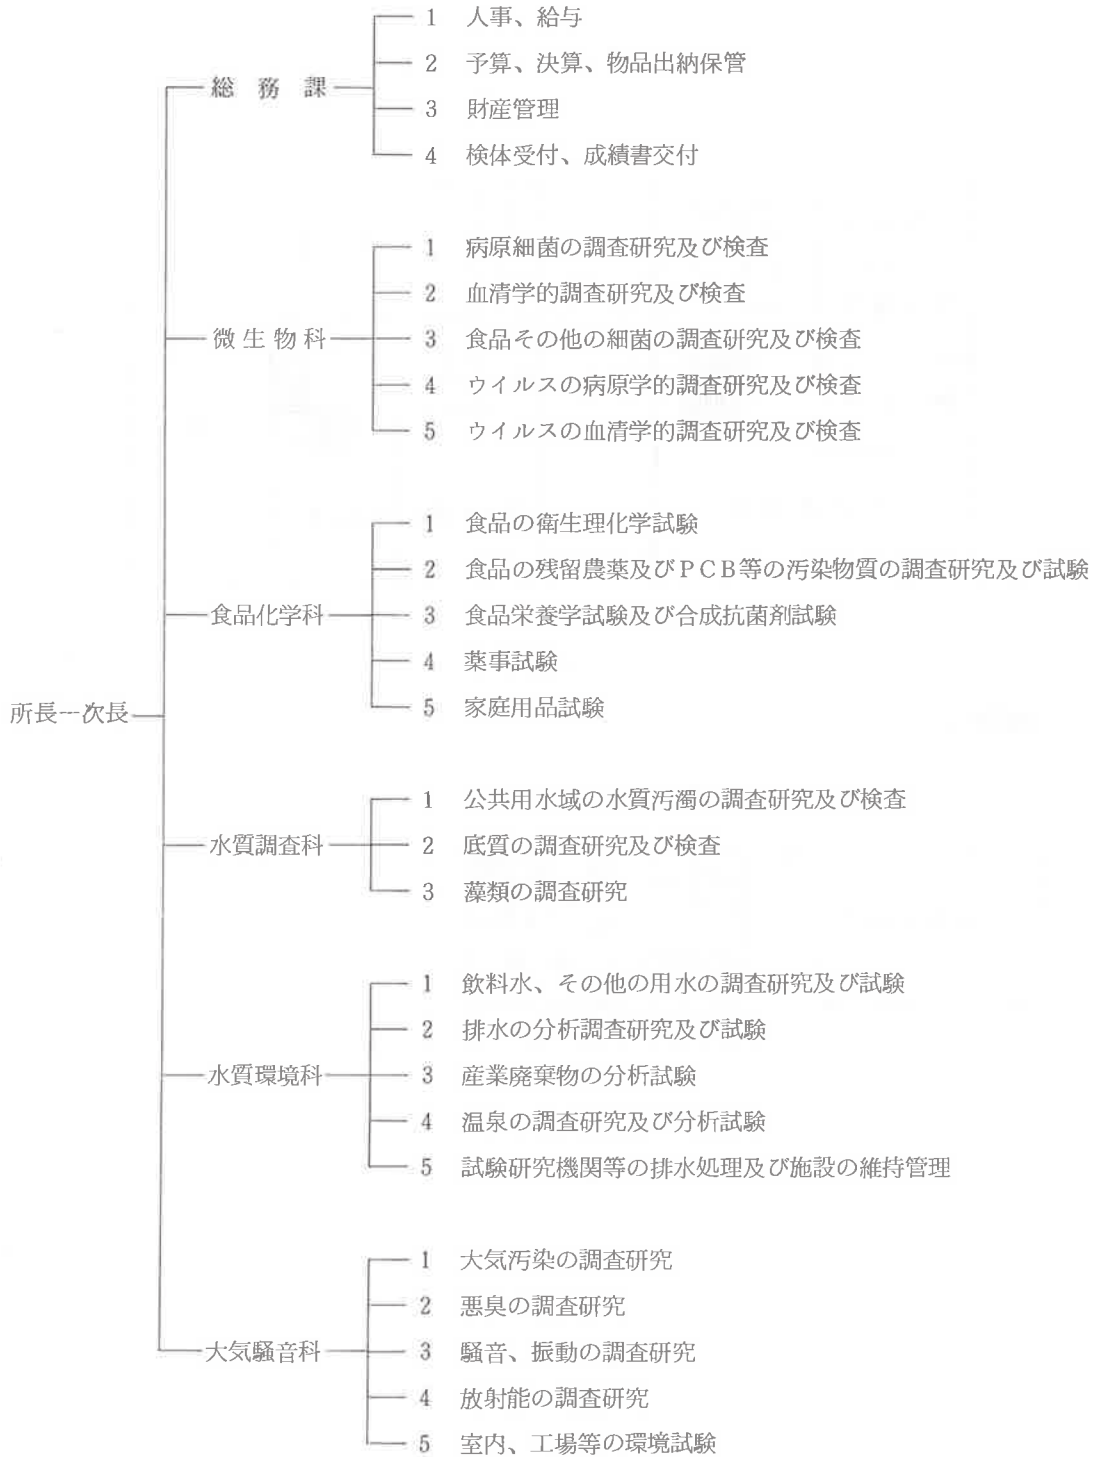 所長---次長
総務課
1 人事、給与
2 予算、決算、物品出納保管
3 財産管理
4 検体受付、成績書交付
微生物科
1 病原細菌の調査研究及び検査
2 血清学的調査研究及び検査
3 食品その他の細菌の調査研究及び検査
4 ウイルスの病原学的調査研究及び検査
5 ウイルスの血清学的調査研究及び検査
食品化学科
1 食品の衛生理化学試験
2 食品の残留農薬及びＰＣＢ等の汚染物質の調査研究及び試験
3 食品栄養学試験及び合成抗菌剤試験
4 薬事試験
5 家庭用品試験
水質調査科
1 公共用水域の水質汚濁の調査研究及び検査
2 底質の調査研究及び検査
3 藻類の調査研究
水質環境科
1 飲料水、その他の用水の調査研究及び試験
2 排水の分析調査研究及び試験
3 産業廃棄物の分析試験
4 温泉の調査研究及び分析試験
5 試験研究機関等の排水処理及び施設の維持管理
大気騒音科
1 大気汚染の調査研究
2 悪臭の調査研究
3 騒音、振動の調査研究
4 放射能の調査研究
5 室内、工場等の環境試験